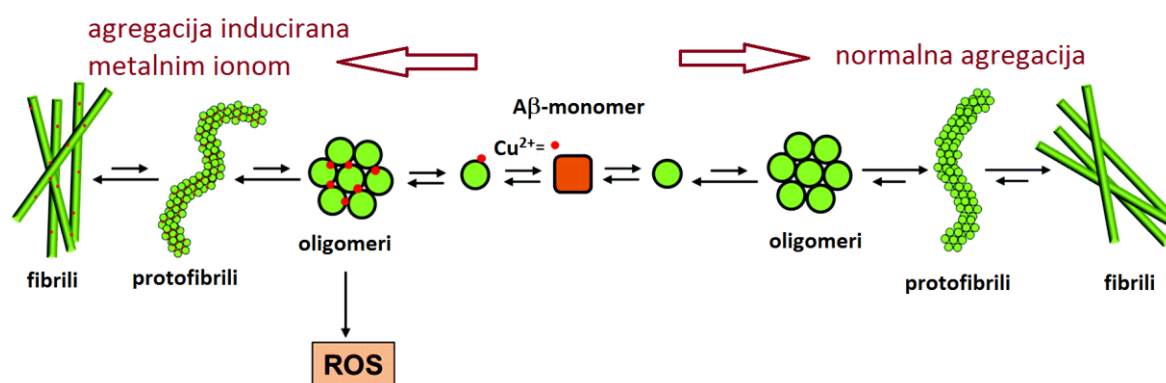 agregacija inducirana
metalnim ionom
normalna agregacija
Aβ-monomer
Cu²⁺=
oligomeri
oligomeri
fibrili
protofibrili
protofibrili
fibrili
ROS